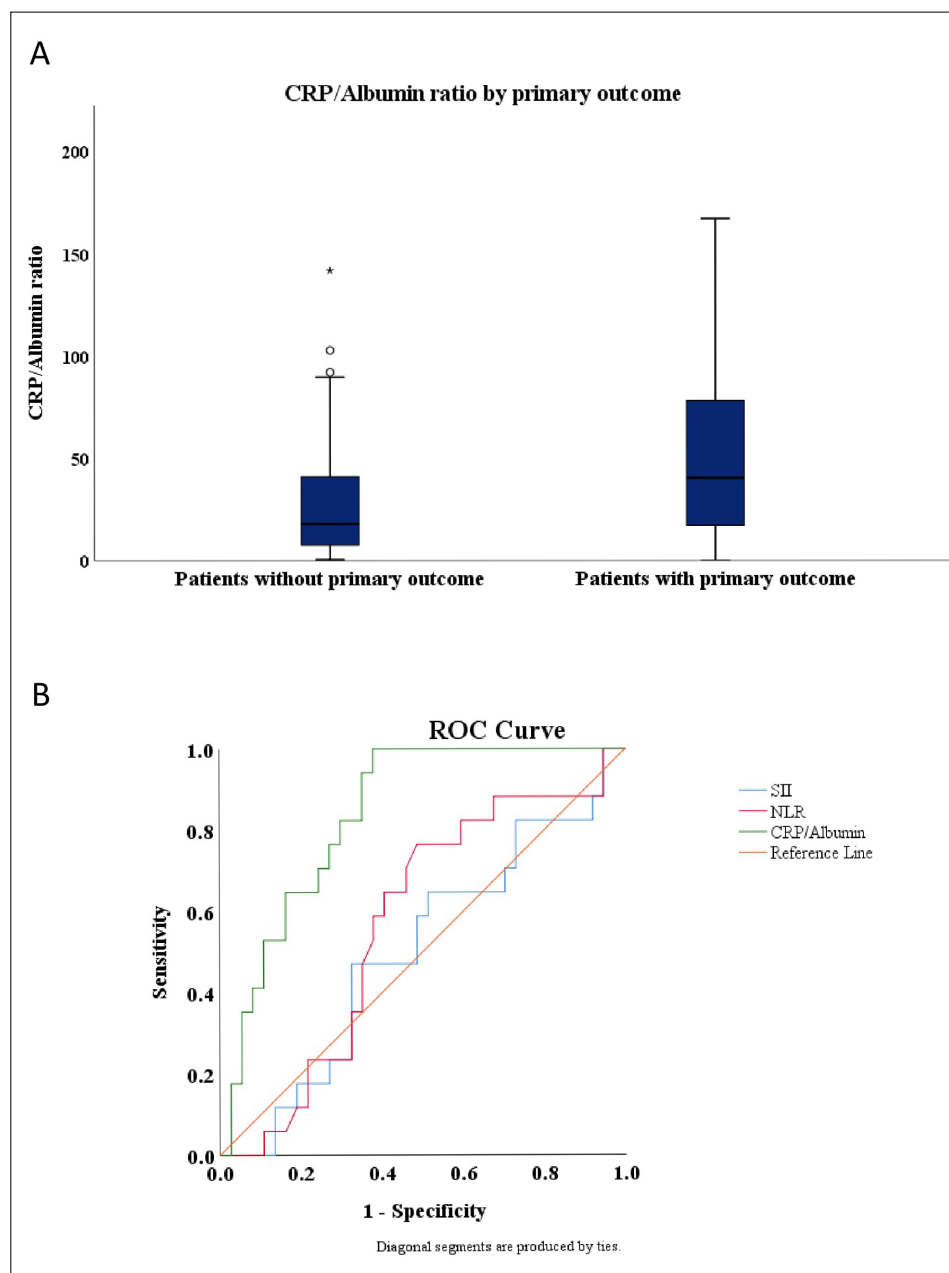 A
CRP/Albumin ratio by primary outcome
200
150
100
50
0
CRP/Albumin ratio
*
Patients without primary outcome
Patients with primary outcome
B
ROC Curve
1.0
0.8
0.6
0.4
0.2
0.0
Sensitivity
0.0 0.2 0.4 0.6 0.8 1.0
1 - Specificity
SII
NLR
CRP/Albumin
Reference Line
Diagonal segments are produced by ties.